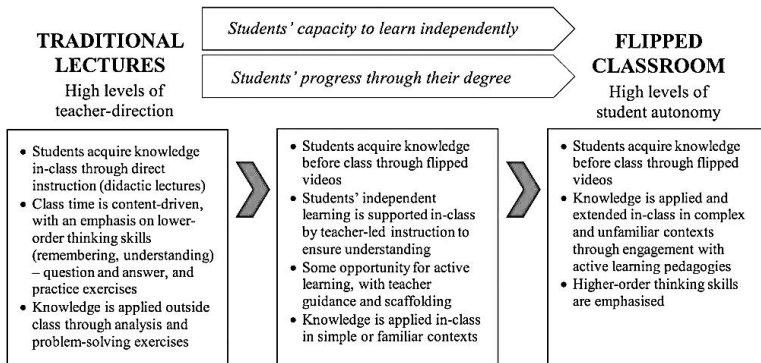 TRADITIONAL
LECTURES
High levels of
teacher-direction
Students' capacity to learn independently
Students' progress through their degree
FLIPPED
CLASSROOM
High levels of
student autonomy
• Students acquire knowledge
in-class through direct
instruction (didactic lectures)
• Class time is content-driven,
with an emphasis on lower-
order thinking skills
(remembering, understanding)
– question and answer, and
practice exercises
• Knowledge is applied outside
class through analysis and
problem-solving exercises
• Students acquire knowledge
before class through flipped
videos
• Students' independent
learning is supported in-class
by teacher-led instruction to
ensure understanding
• Some opportunity for active
learning, with teacher
guidance and scaffolding
• Knowledge is applied in-class
in simple or familiar contexts
• Students acquire knowledge
before class through flipped
videos
• Knowledge is applied and
extended in-class in complex
and unfamiliar contexts
through engagement with
active learning pedagogies
• Higher-order thinking skills
are emphasised